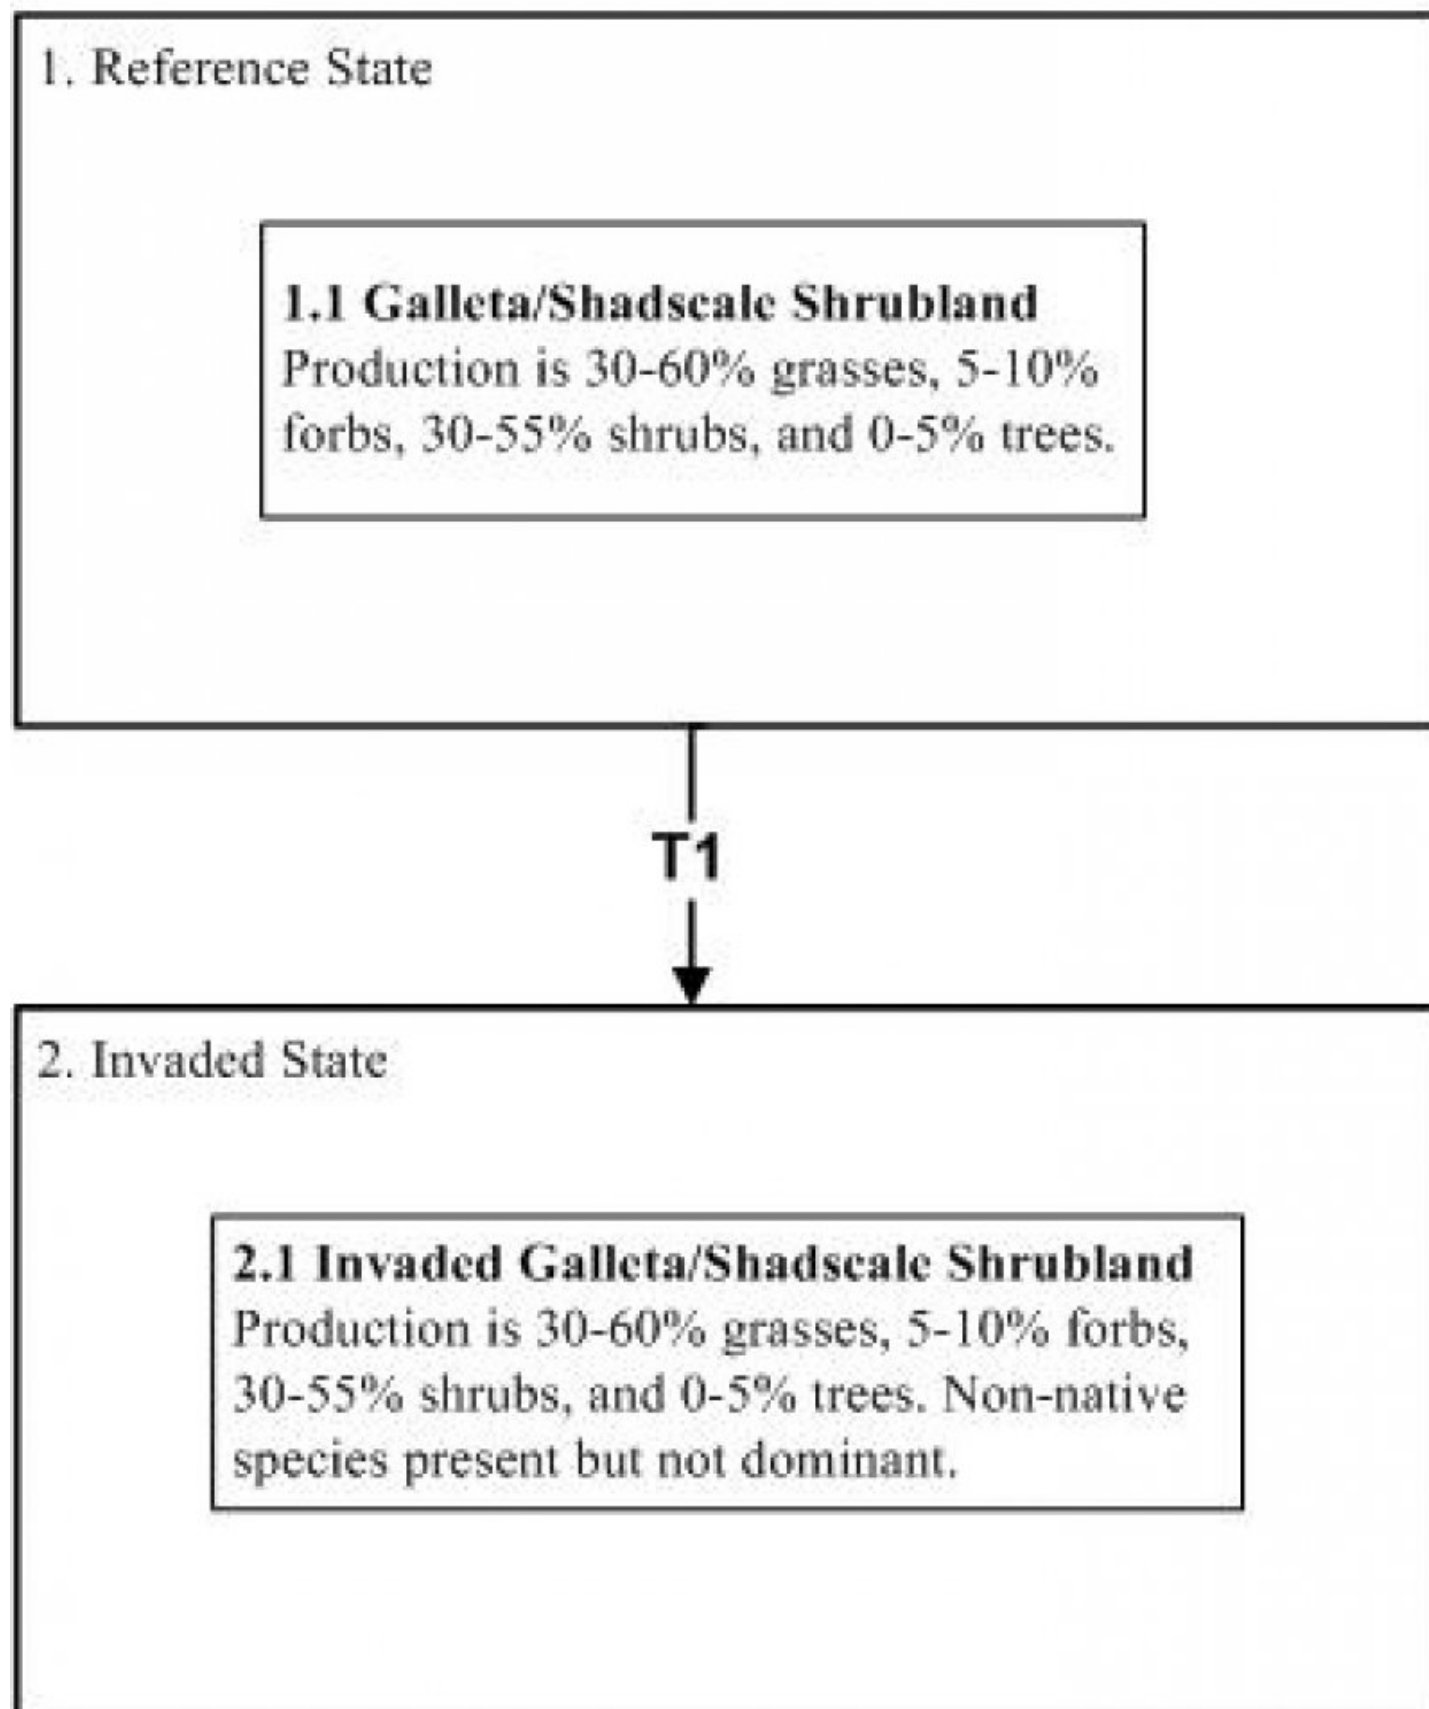 1. Reference State
1.1 Galleta/Shadscale Shrubland
Production is 30-60% grasses, 5-10%
forbs, 30-55% shrubs, and 0-5% trees.
T1
2. Invaded State
2.1 Invaded Galleta/Shadscale Shrubland
Production is 30-60% grasses, 5-10% forbs,
30-55% shrubs, and 0-5% trees. Non-native
species present but not dominant.